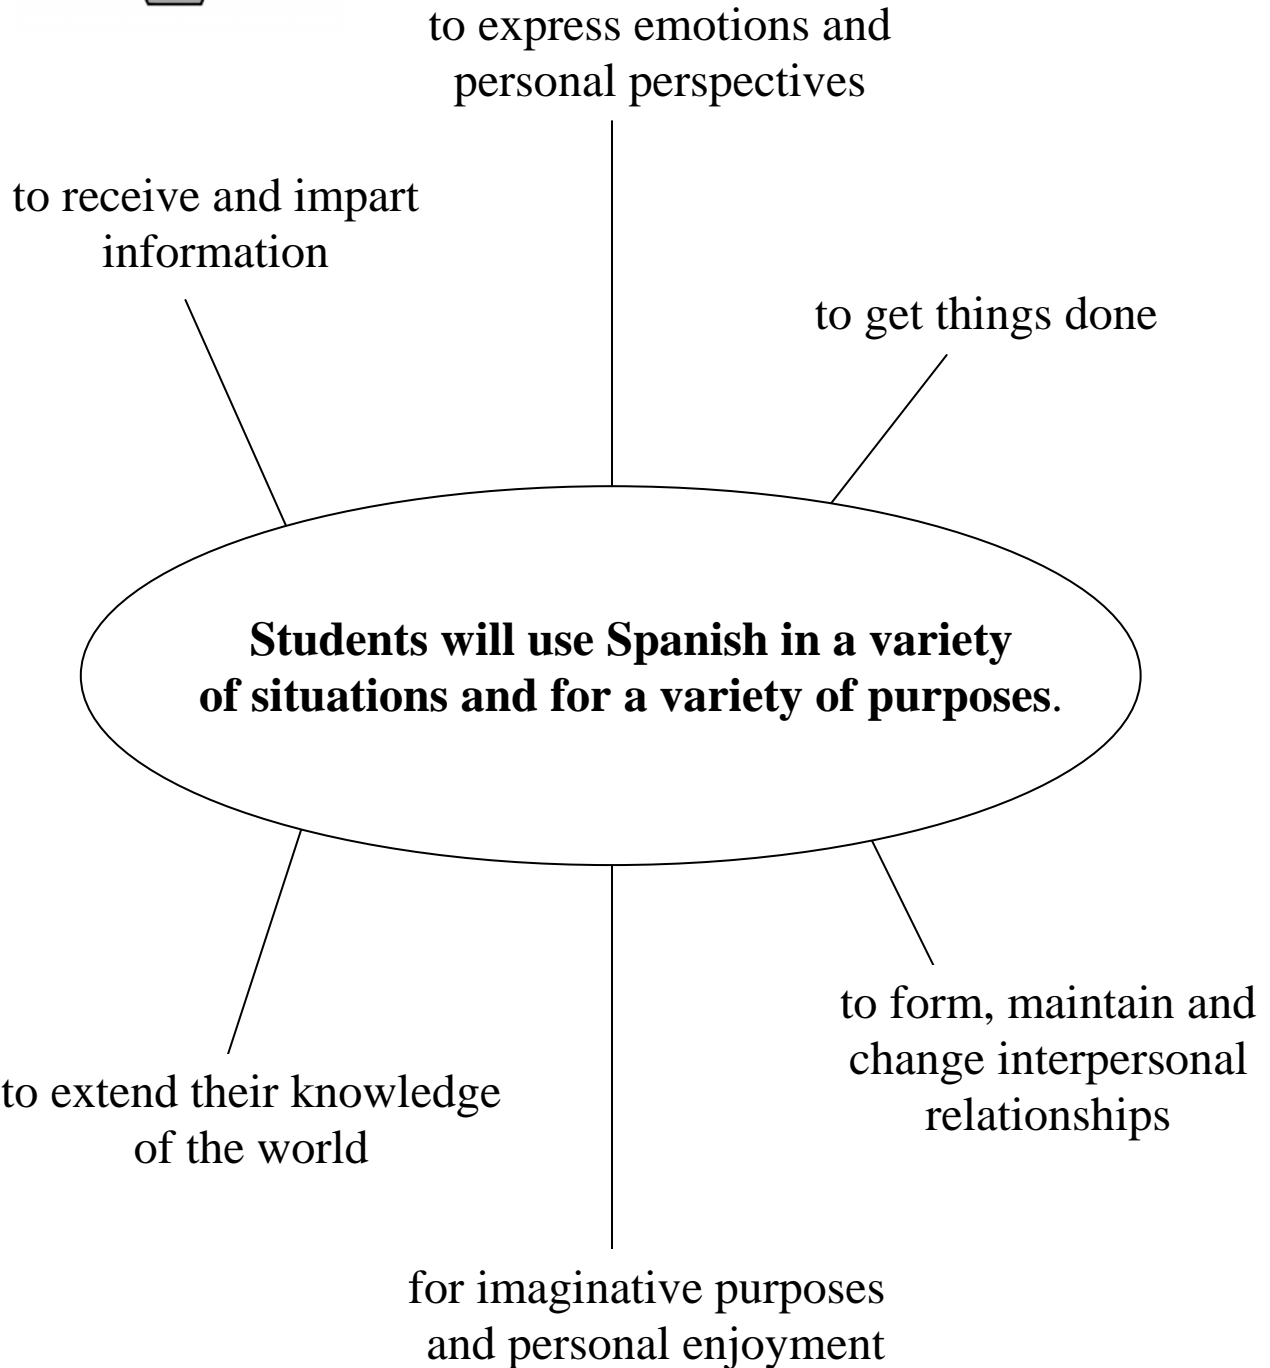 to express emotions and
personal perspectives
to receive and impart
information
to get things done
Students will use Spanish in a variety
of situations and for a variety of purposes.
to form, maintain and
change interpersonal
relationships
to extend their knowledge
of the world
for imaginative purposes
and personal enjoyment